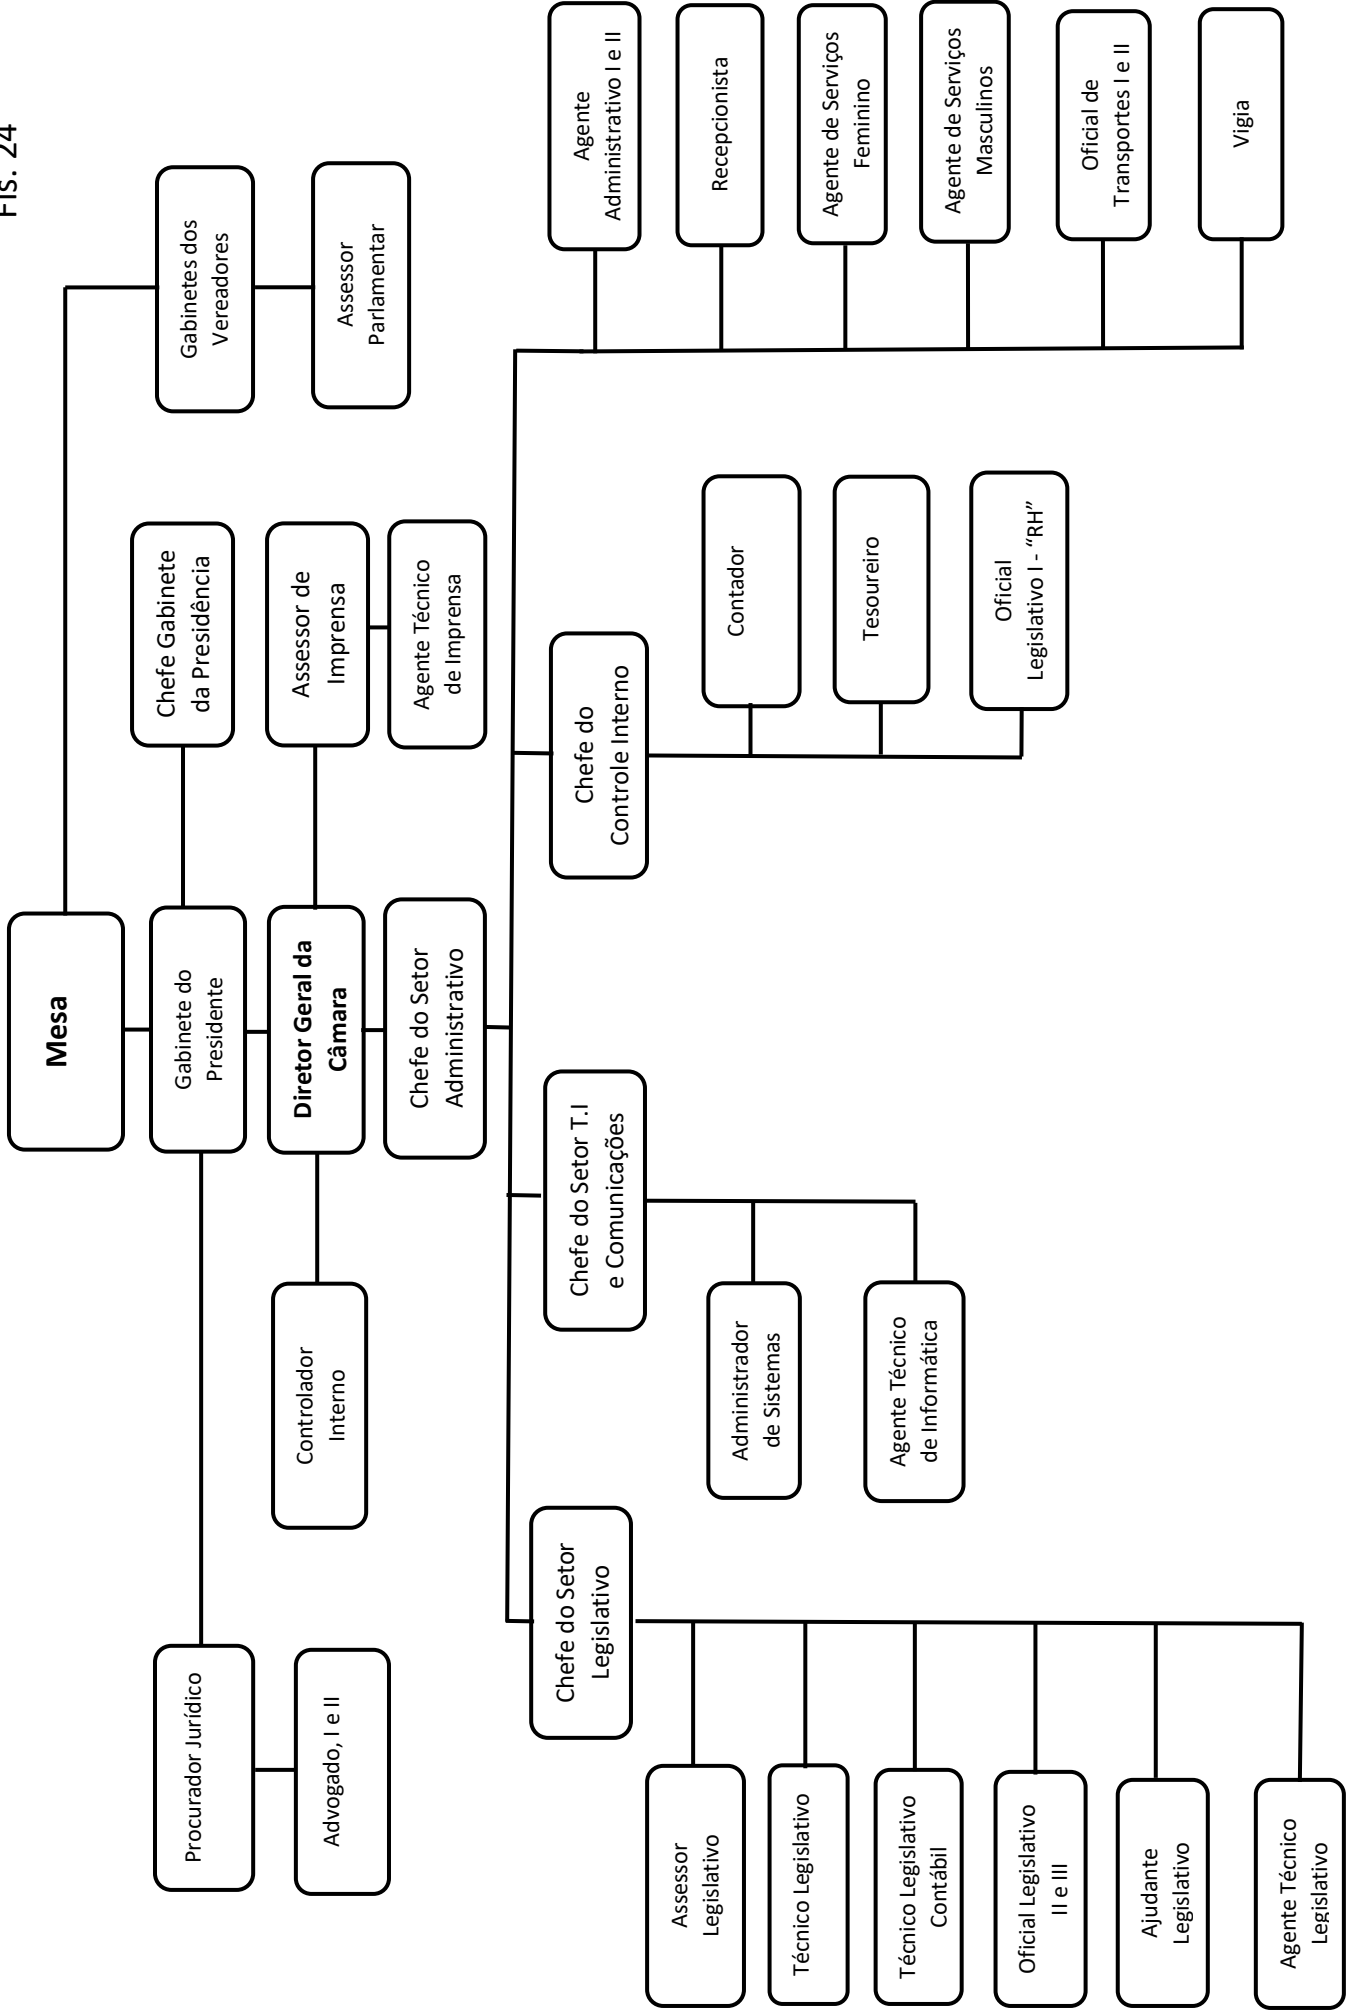 Fls. 24
Mesa
Gabinete do
Presidente
Chefe Gabinete
da Presidência
Gabinetes dos
Vereadores
Assessor
Parlamentar
Procurador Jurídico
Advogado, I e II
Controlador
Interno
Diretor Geral da
Câmara
Assessor de
Imprensa
Agente Técnico
de Imprensa
Chefe do Setor
Administrativo
Chefe do Setor
Legislativo
Assessor
Legislativo
Técnico Legislativo
Técnico Legislativo
Contábil
Oficial Legislativo
II e III
Ajudante
Legislativo
Agente Técnico
Legislativo
Chefe do Setor T.I
e Comunicações
Administrador
de Sistemas
Agente Técnico
de Informática
Chefe do
Controle Interno
Contador
Tesoureiro
Oficial
Legislativo I - “RH”
Agente
Administrativo I e II
Recepcionista
Agente de Serviços
Feminino
Agente de Serviços
Masculinos
Oficial de
Transportes I e II
Vigia